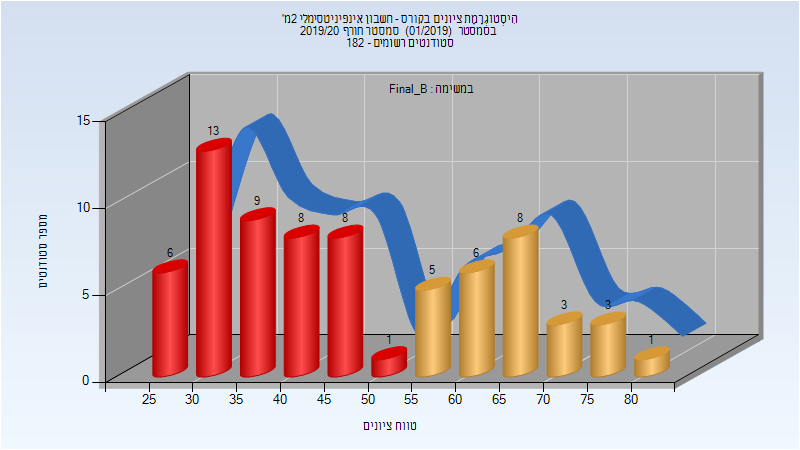 היסטוגרמת ציונים בקורס - חשבון אינפיניטסימלי 2מ'
בסמסטר (01/2019) סמסטר חורף 2019/20
סטודנטים רשומים - 182
במשימה : Final_B
מספר סטודנטים
15
10
5
0
6
13
9
8
8
1
5
6
8
3
3
1
25 30 35 40 45 50 55 60 65 70 75 80
טווח ציונים